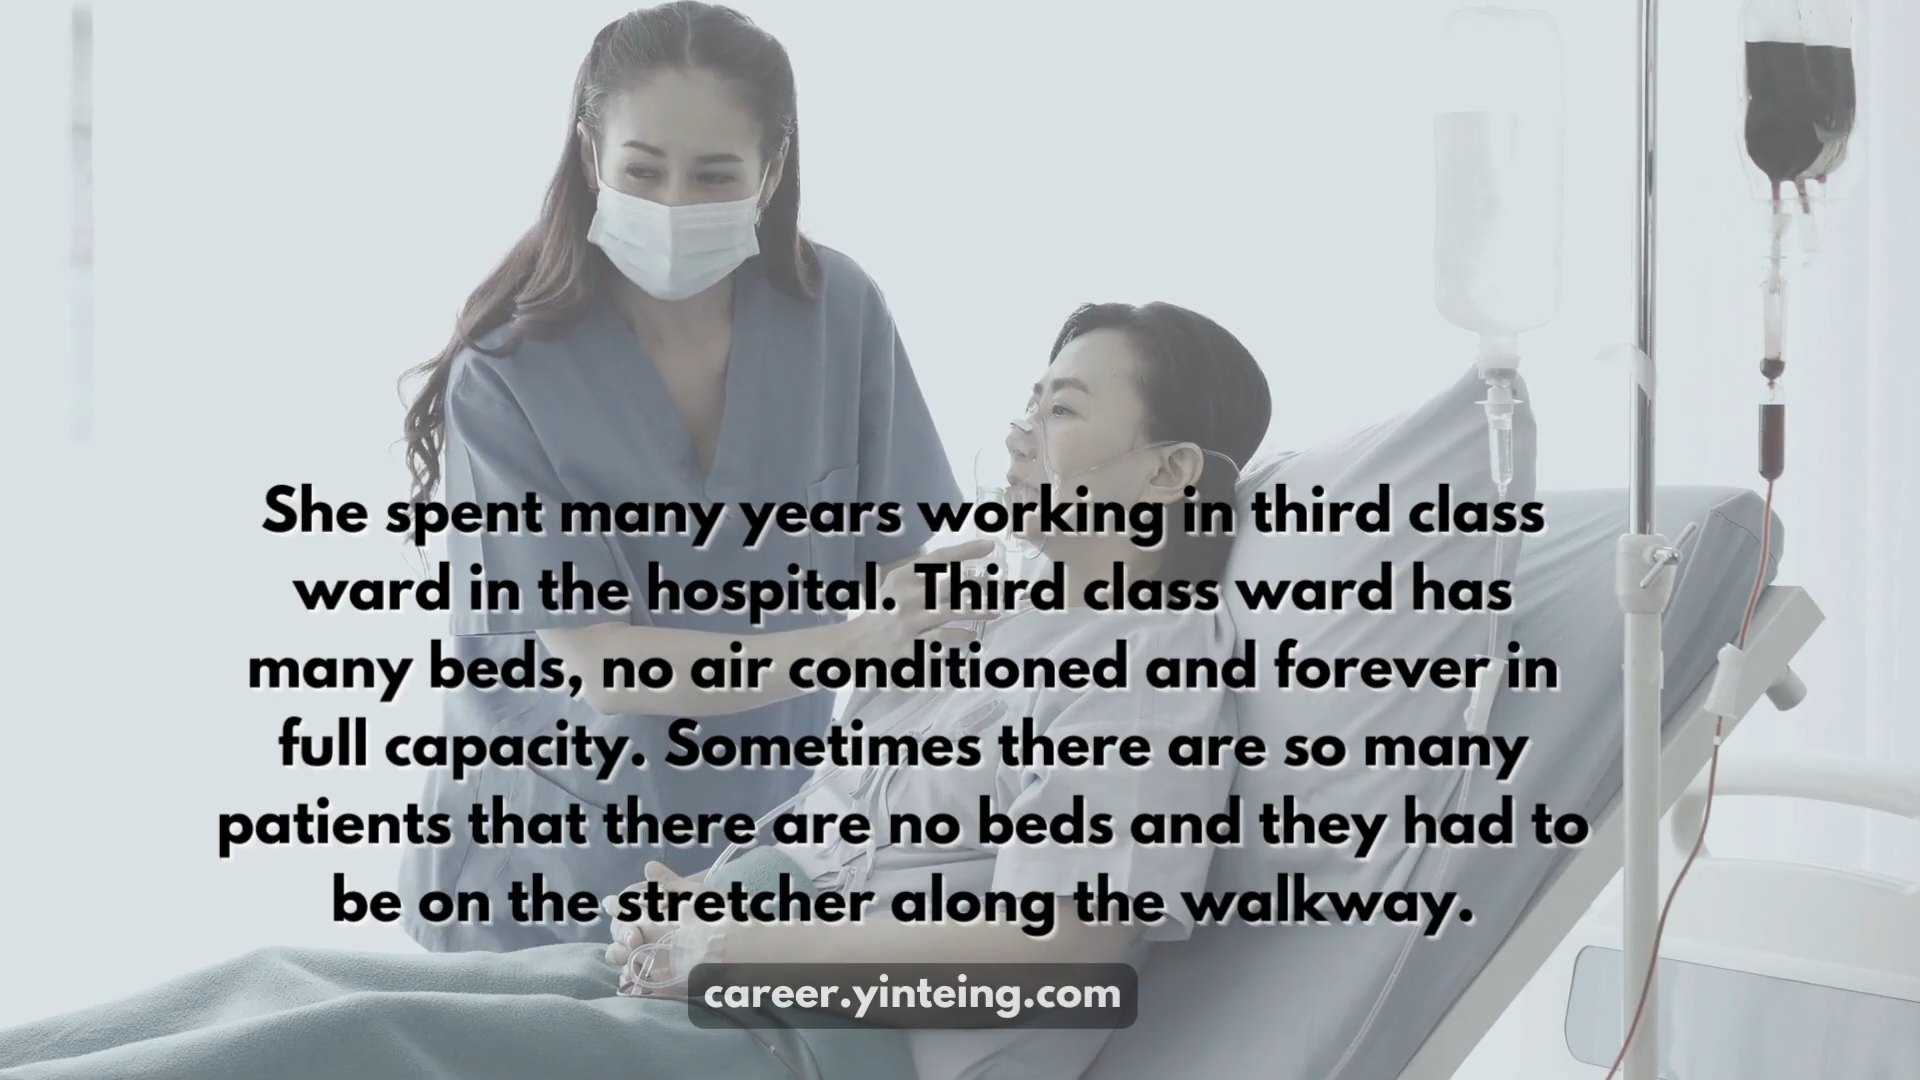 She spent many years working in third class
ward in the hospital. Third class ward has
many beds, no air conditioned and forever in
full capacity. Sometimes there are so many
patients that there are no beds and they had to
be on the stretcher along the walkway.
career.yinteing.com